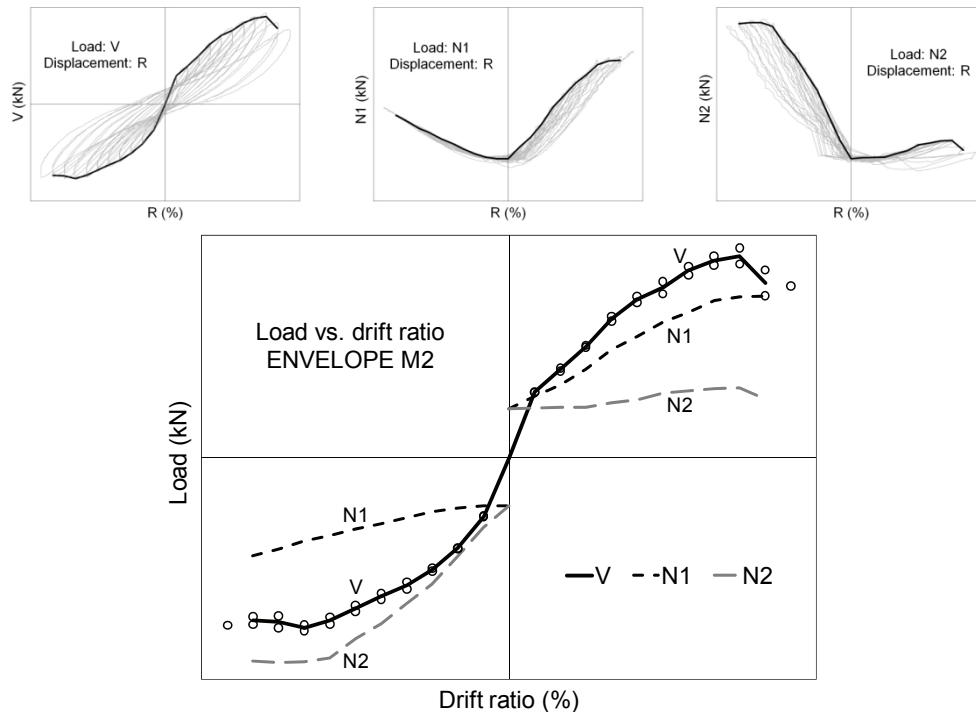 Load: V
Displacement: R
V (kN)
R (%)
Load: N1
Displacement: R
N1 (kN)
R (%)
Load: N2
Displacement: R
N2 (kN)
R (%)
Load vs. drift ratio
ENVELOPE M2
V
N1
N2
N1
V
N2
V N1 N2
Load (kN)
Drift ratio (%)